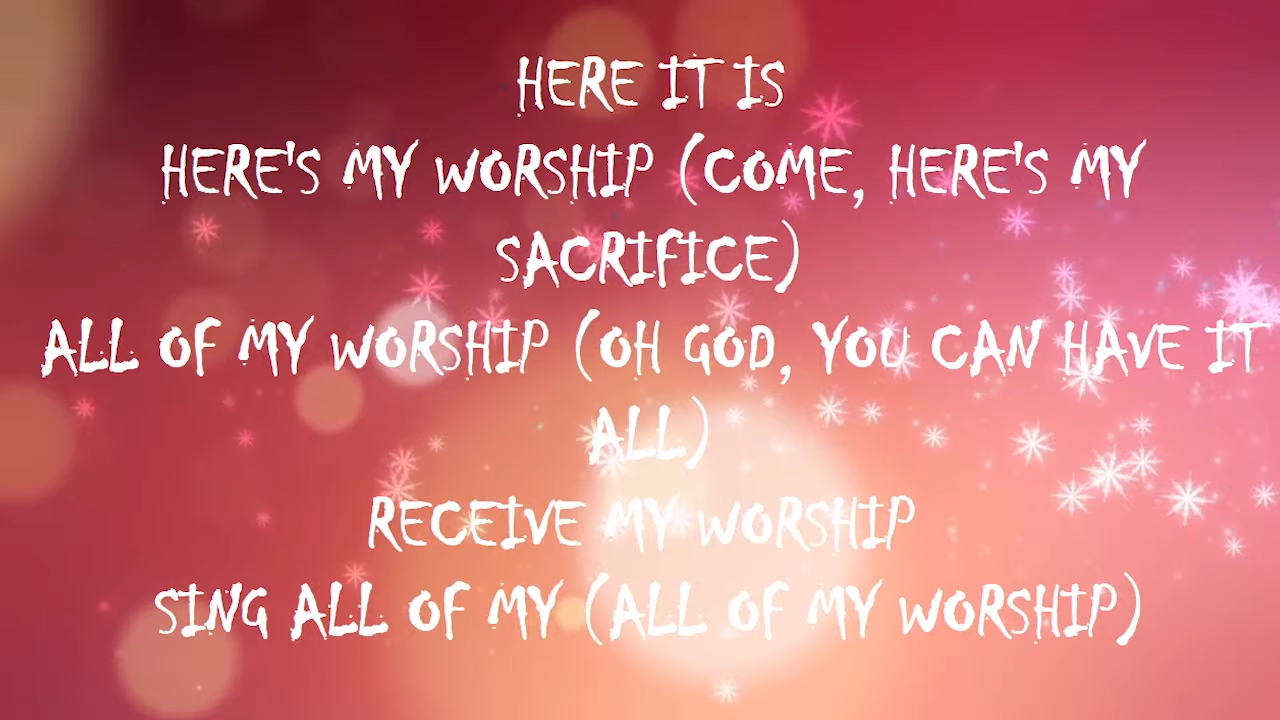 HERE IT IS
HERE'S MY WORSHIP (COME, HERE'S MY
SACRIFICE)
ALL OF MY WORSHIP (OH GOD, YOU CAN HAVE IT
ALL)
RECEIVE MY WORSHIP
SING ALL OF MY (ALL OF MY WORSHIP)